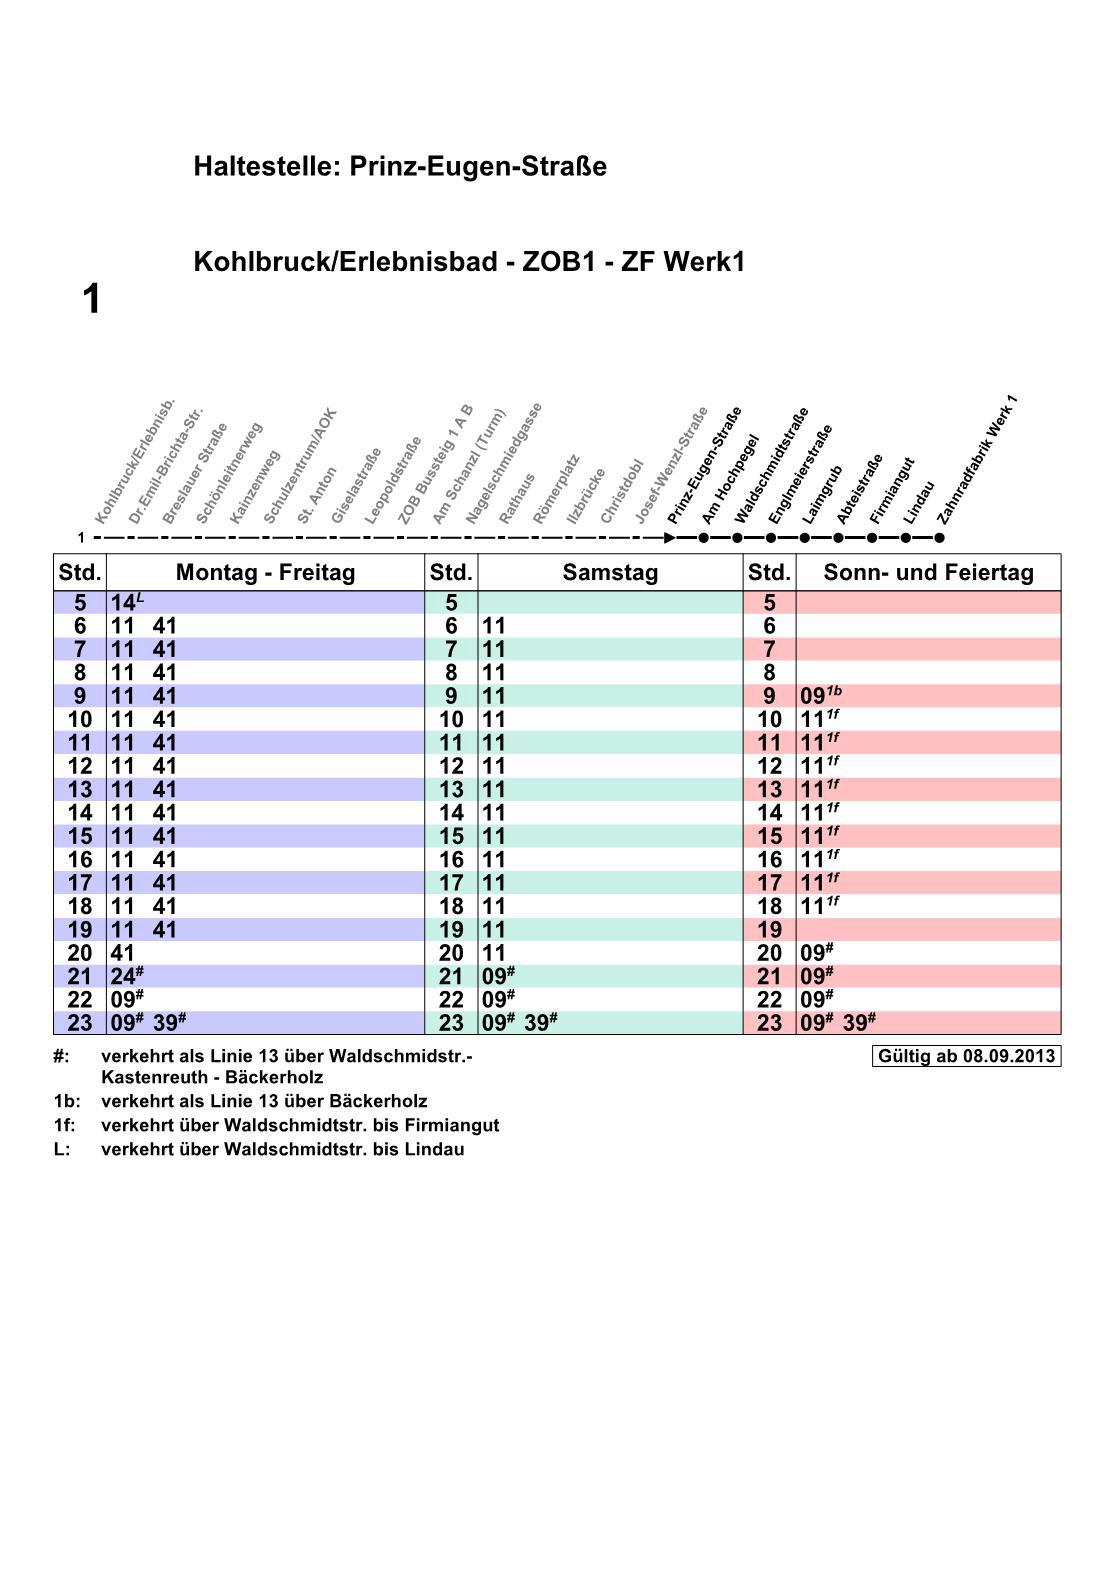 Haltestelle: Prinz-Eugen-Straße
Kohlbruck/Erlebnisbad - ZOB1 - ZF Werk1
1
Kohlbruck/Erlebnisb.
Dr.Emil-Brichta-Str.
Breslauer Straße
Schönleitnerweg
Kainzenweg
Schulzentrum/AOK
St. Anton
Giselastraße
Leopoldstraße
ZOB Bussteig 1 A B
Am Schanzl (Turm)
Nagelschmiedgasse
Rathaus
Römerplatz
Ilzbrücke
Christdobl
Josef-Wenzl-Straße
Prinz-Eugen-Straße
Am Hochpegel
Waldschmidtstraße
Englmeierstraße
Laimgrub
Abtelstraße
Firmiangut
Lindau
Zahnradfabrik Werk 1
1
Std. Montag - Freitag Std. Samstag Std. Sonn- und Feiertag
5 14L 5 5
6 11 41 6 11 6
7 11 41 7 11 7
8 11 41 8 11 8
9 11 41 9 11 9 09 1b
10 11 41 10 11 10 11 1f
11 11 41 11 11 11 11 1f
12 11 41 12 11 12 11 1f
13 11 41 13 11 13 11 1f
14 11 41 14 11 14 11 1f
15 11 41 15 11 15 11 1f
16 11 41 16 11 16 11 1f
17 11 41 17 11 17 11 1f
18 11 41 18 11 18 11 1f
19 11 41 19 11 19
20 41 20 11 20 09#
21 24# 21 09# 21 09#
22 09# 22 09# 22 09#
23 09# 39# 23 09# 39# 23 09# 39#
#: verkehrt als Linie 13 über Waldschmidstr.- Gültig ab 08.09.2013
Kastenreuth - Bäckerholz
1b: verkehrt als Linie 13 über Bäckerholz
1f: verkehrt über Waldschmidtstr. bis Firmiangut
L: verkehrt über Waldschmidtstr. bis Lindau